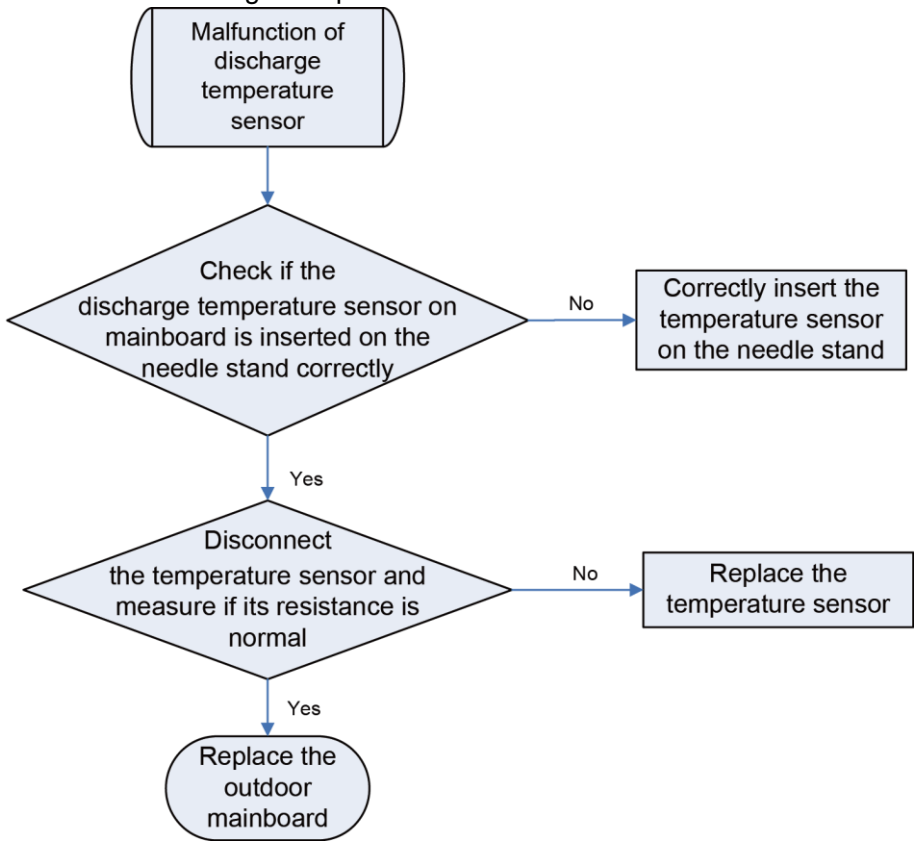 Malfunction of
discharge
temperature
sensor
Check if the
discharge temperature sensor on
mainboard is inserted on the
needle stand correctly
No
Correctly insert the
temperature sensor
on the needle stand
Yes
Disconnect
the temperature sensor and
measure if its resistance is
normal
No
Replace the
temperature sensor
Yes
Replace the
outdoor
mainboard